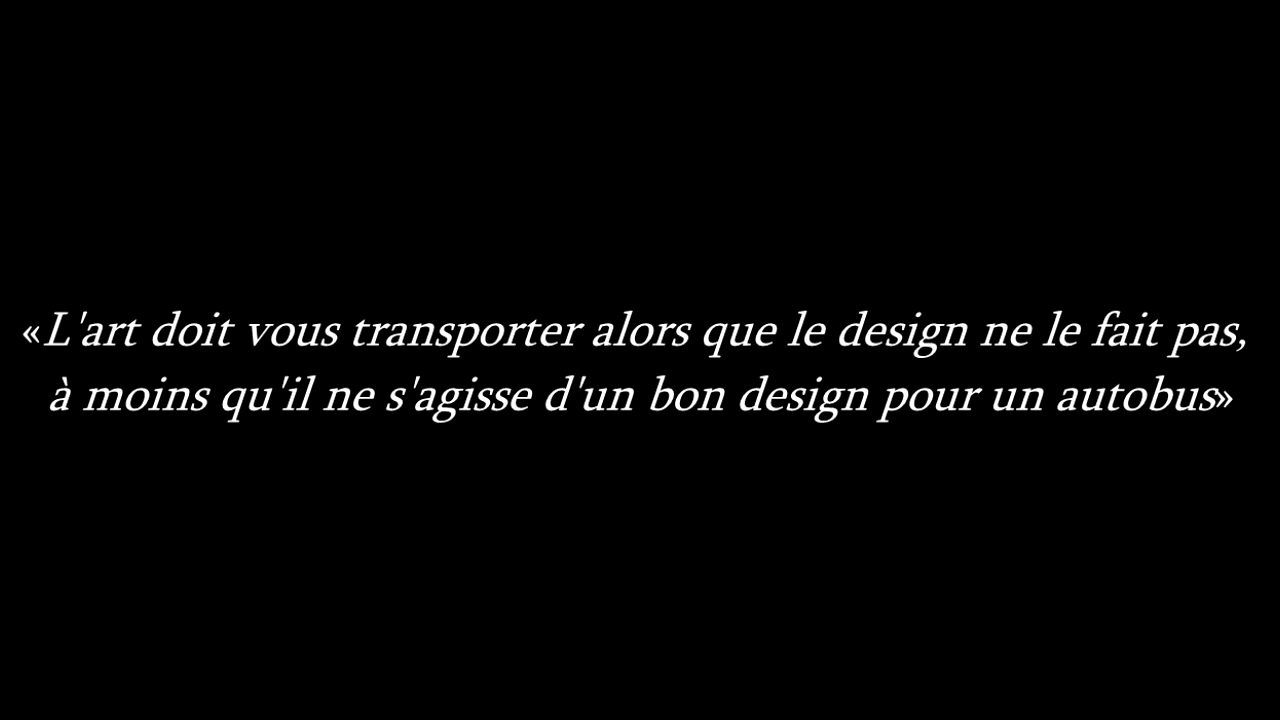 «L'art doit vous transporter alors que le design ne le fait pas,
à moins qu'il ne s'agisse d'un bon design pour un autobus»